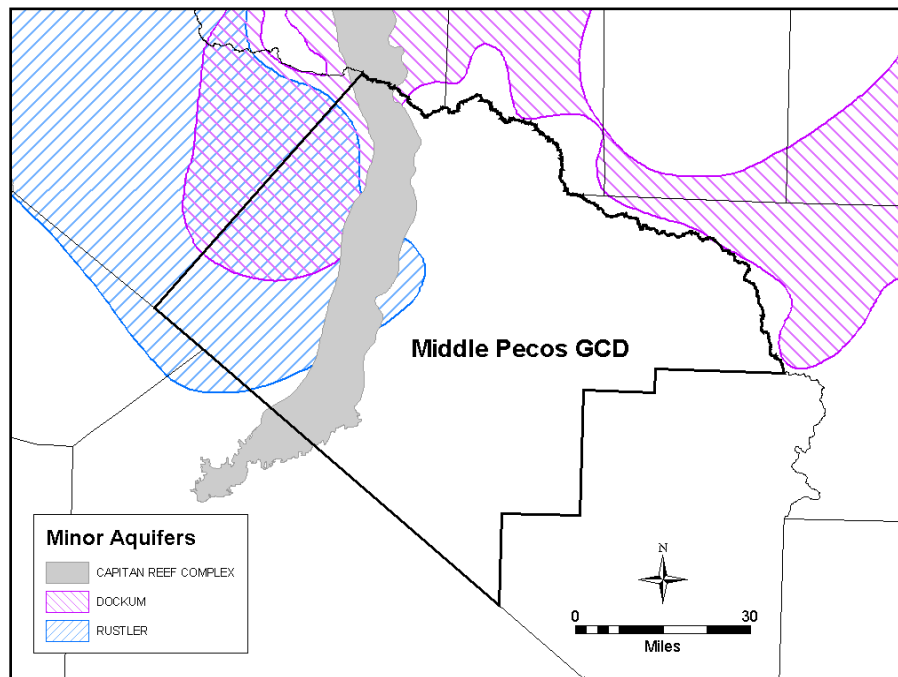 Middle Pecos GCD
Minor Aquifers
CAPITAN REEF COMPLEX
DOCKUM
RUSTLER
N
0 30
Miles